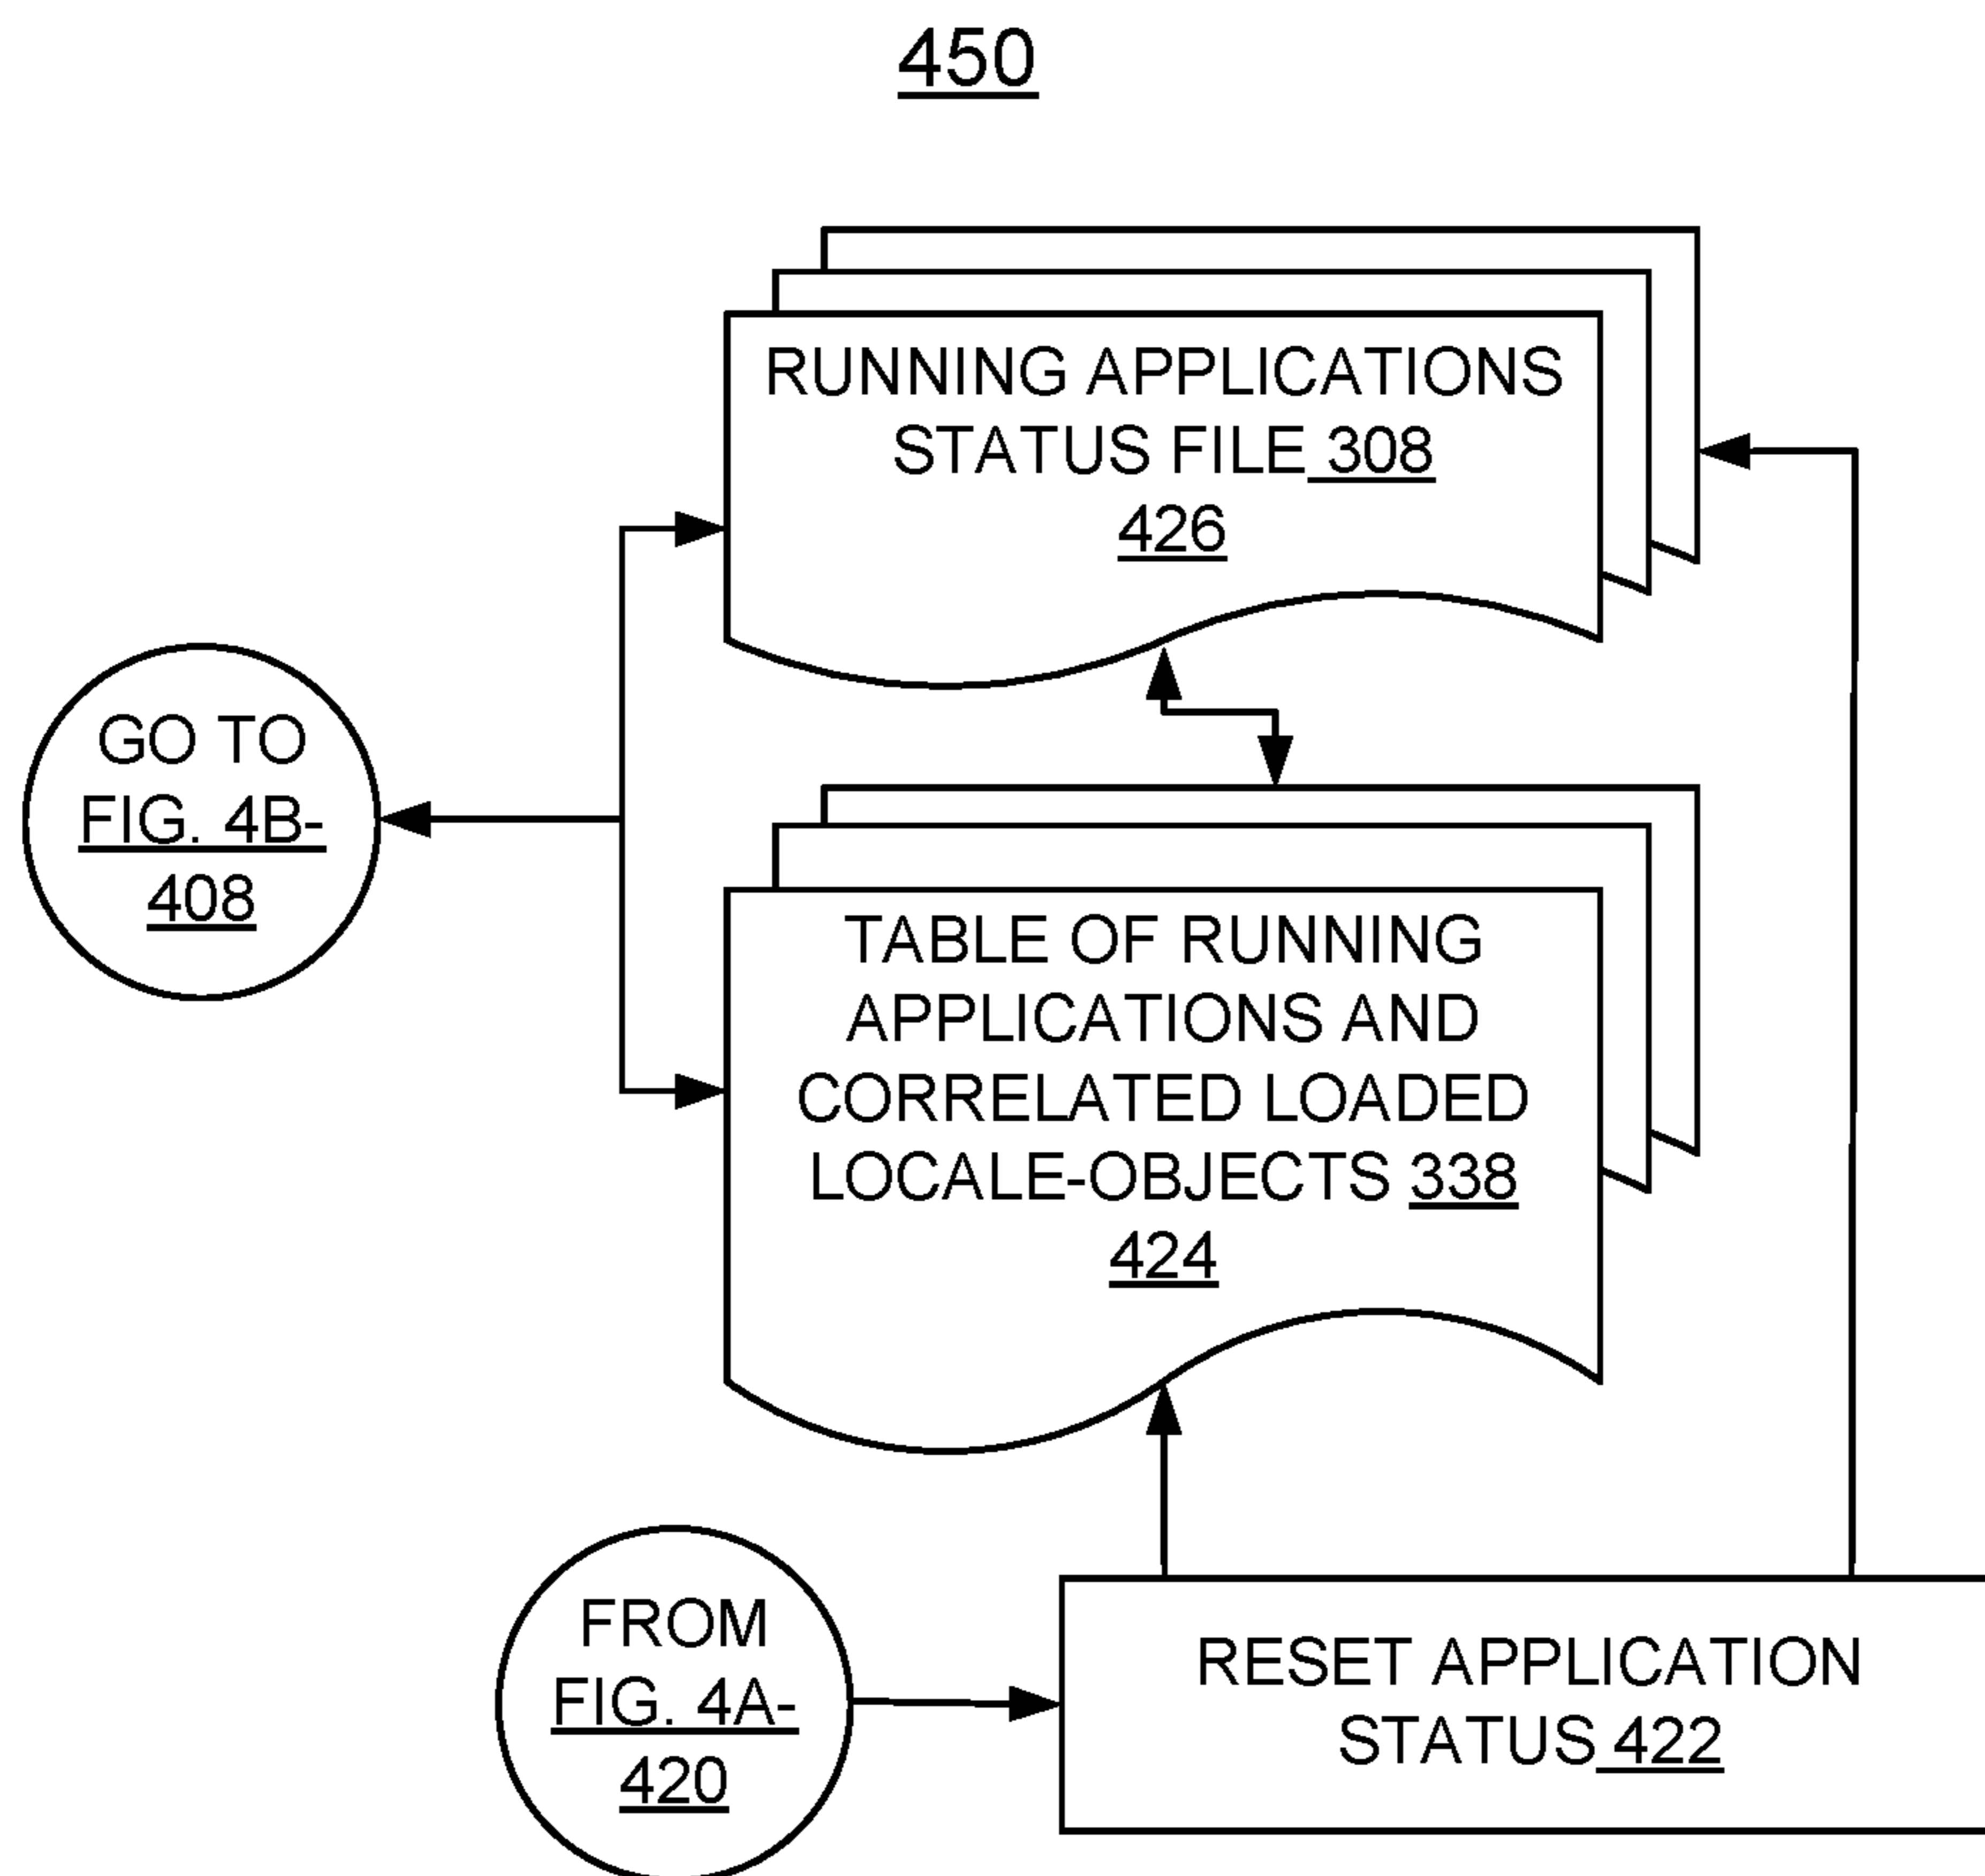 450
RUNNING APPLICATIONS
STATUS FILE 308
426
GO TO
FIG. 4B-
408
TABLE OF RUNNING
APPLICATIONS AND
CORRELATED LOADED
LOCALE-OBJECTS 338
424
FROM
FIG. 4A-
420
RESET APPLICATION
STATUS 422